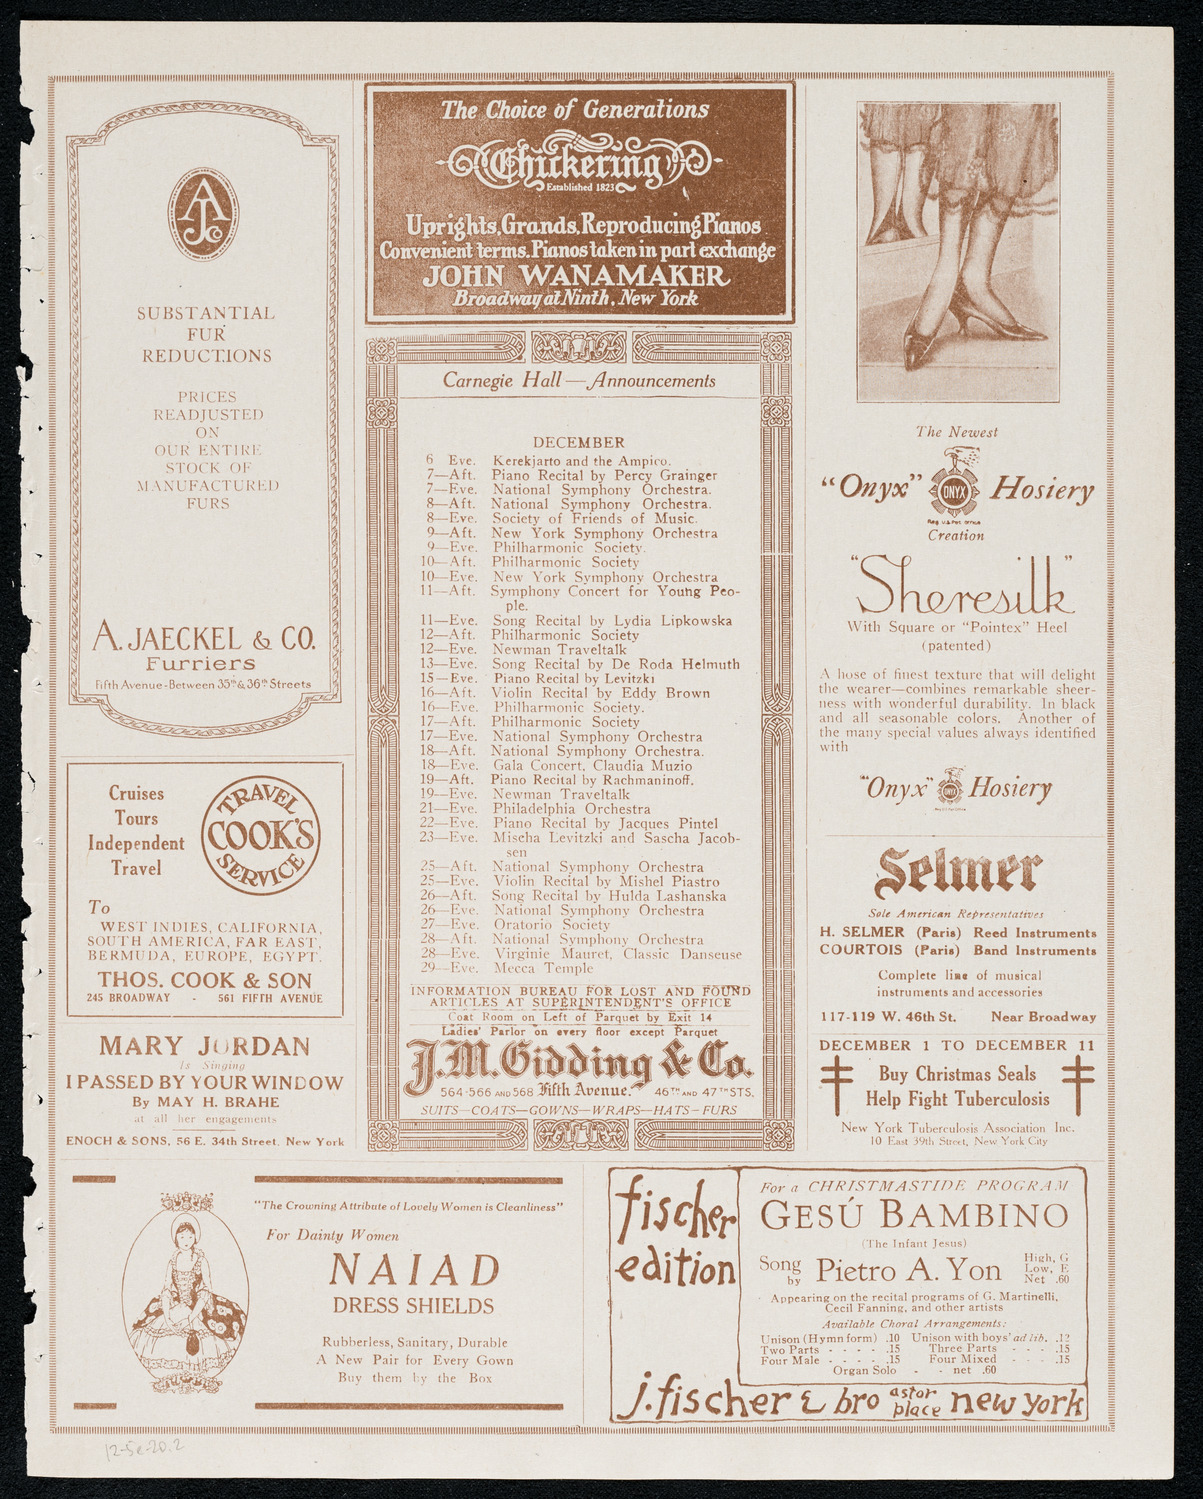 AJCo
SUBSTANTIAL
FUR
REDUCTIONS
PRICES
READJUSTED
ON
OUR ENTIRE
STOCK OF
MANUFACTURED
FURS
A. JAECKEL & CO.
Furriers
Fifth Avenue-Between 35th & 36th Streets
Cruises
Tours
Independent
Travel
TRAVEL
COOK'S
SERVICE
To
WEST INDIES, CALIFORNIA,
SOUTH AMERICA, FAR EAST,
BERMUDA, EUROPE, EGYPT.
THOS. COOK & SON
245 BROADWAY - 561 FIFTH AVENUE
MARY JORDAN
Is Singing
I PASSED BY YOUR WINDOW
By MAY H. BRAHE
at all her engagements
ENOCH & SONS, 56 E. 34th Street, New York
The Choice of Generations
Chickering
Established 1823
Uprights, Grands, Reproducing Pianos
Convenient terms. Pianos taken in part exchange
JOHN WANAMAKER
Broadway at Ninth, New York
Carnegie Hall—Announcements
DECEMBER
6 Eve. Kerekjarto and the Ampico.
7—Aft. Piano Recital by Percy Grainger
7—Eve. National Symphony Orchestra.
8—Aft. National Symphony Orchestra.
8—Eve. Society of Friends of Music.
9—Aft. New York Symphony Orchestra
9—Eve. Philharmonic Society.
10—Aft. Philharmonic Society
10—Eve. New York Symphony Orchestra
11—Aft. Symphony Concert for Young Peo-
ple.
11—Eve. Song Recital by Lydia Lipkowska
12—Aft. Philharmonic Society
12—Eve. Newman Traveltalk
13—Eve. Song Recital by De Roda Helmuth
15—Eve. Piano Recital by Levitzki
16—Aft. Violin Recital by Eddy Brown
16—Eve. Philharmonic Society.
17—Aft. Philharmonic Society
17—Eve. National Symphony Orchestra
18—Aft. National Symphony Orchestra.
18—Eve. Gala Concert, Claudia Muzio
19—Aft. Piano Recital by Rachmaninoff.
19—Eve. Newman Traveltalk
21—Eve. Philadelphia Orchestra
22—Eve. Piano Recital by Jacques Pintel
23—Eve. Mischa Levitzki and Sascha Jacob-
sen
25—Aft. National Symphony Orchestra
25—Eve. Violin Recital by Mishel Piastro
26—Aft. Song Recital by Hulda Lashanska
26—Eve. National Symphony Orchestra
27—Eve. Oratorio Society
28—Aft. National Symphony Orchestra
28—Eve. Virginie Mauret, Classic Danseuse
29—Eve. Mecca Temple
INFORMATION BUREAU FOR LOST AND FOUND
ARTICLES AT SUPERINTENDENT'S OFFICE
Coat Room on Left of Parquet by Exit 14
Ladies' Parlor on every floor except Parquet
J.M. Gidding & Co.
564-566 AND 568 Fifth Avenue. 46TH AND 47TH STS.
SUITS—COATS—GOWNS—WRAPS—HATS—FURS
The Newest
"Onyx" ONYX Hosiery
Reg. U.S. Pat. Office
Creation
"Sheresilk"
With Square or "Pointex" Heel
(patented)
A hose of finest texture that will delight
the wearer—combines remarkable sheer-
ness with wonderful durability. In black
and all seasonable colors. Another of
the many special values always identified
with
"Onyx" ONYX Hosiery
Selmer
Sole American Representatives
H. SELMER (Paris) Reed Instruments
COURTOIS (Paris) Band Instruments
Complete line of musical
instruments and accessories
117-119 W. 46th St. Near Broadway
DECEMBER 1 TO DECEMBER 11
Buy Christmas Seals
Help Fight Tuberculosis
New York Tuberculosis Association Inc.
10 East 39th Street, New York City
"The Crowning Attribute of Lovely Women is Cleanliness"
For Dainty Women
NAIAD
DRESS SHIELDS
Rubberless, Sanitary, Durable
A New Pair for Every Gown
Buy them by the Box
fischer
edition
For a CHRISTMASTIDE PROGRAM
GESÚ BAMBINO
(The Infant Jesus)
Song by Pietro A. Yon High, G Low, E Net .60
Appearing on the recital programs of G. Martinelli,
Cecil Fanning, and other artists
Available Choral Arrangements:
Unison (Hymn form) .10 Unison with boys' ad lib. .12
Two Parts - - - - .15 Three Parts - - - .15
Four Male - - - - .15 Four Mixed - - - .15
Organ Solo - - net .60
j. fischer & bro astor place new york
12-5e-20.2